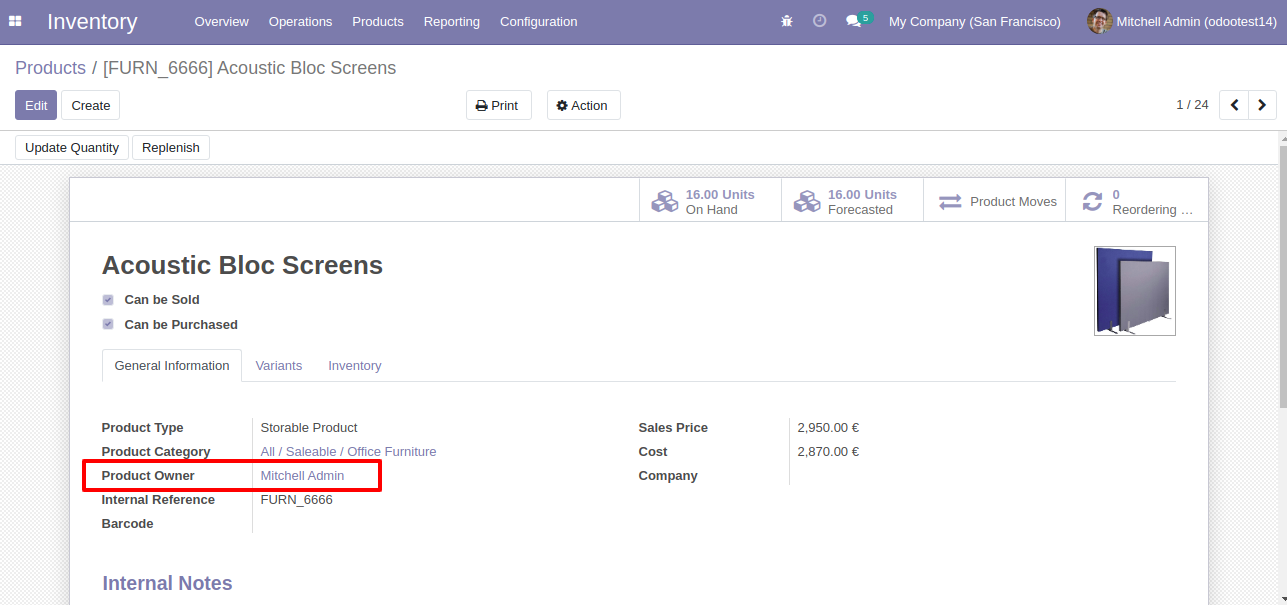 Inventory Overview Operations Products Reporting Configuration 5 My Company (San Francisco) Mitchell Admin (odootest14)
Products / [FURN_6666] Acoustic Bloc Screens
Edit Create Print Action 1 / 24
Update Quantity Replenish
16.00 Units
On Hand
16.00 Units
Forecasted
Product Moves
0
Reordering ...
Acoustic Bloc Screens
Can be Sold
Can be Purchased
General Information Variants Inventory
Product Type Storable Product
Product Category All / Saleable / Office Furniture
Product Owner Mitchell Admin
Internal Reference FURN_6666
Barcode
Sales Price 2,950.00 €
Cost 2,870.00 €
Company
Internal Notes